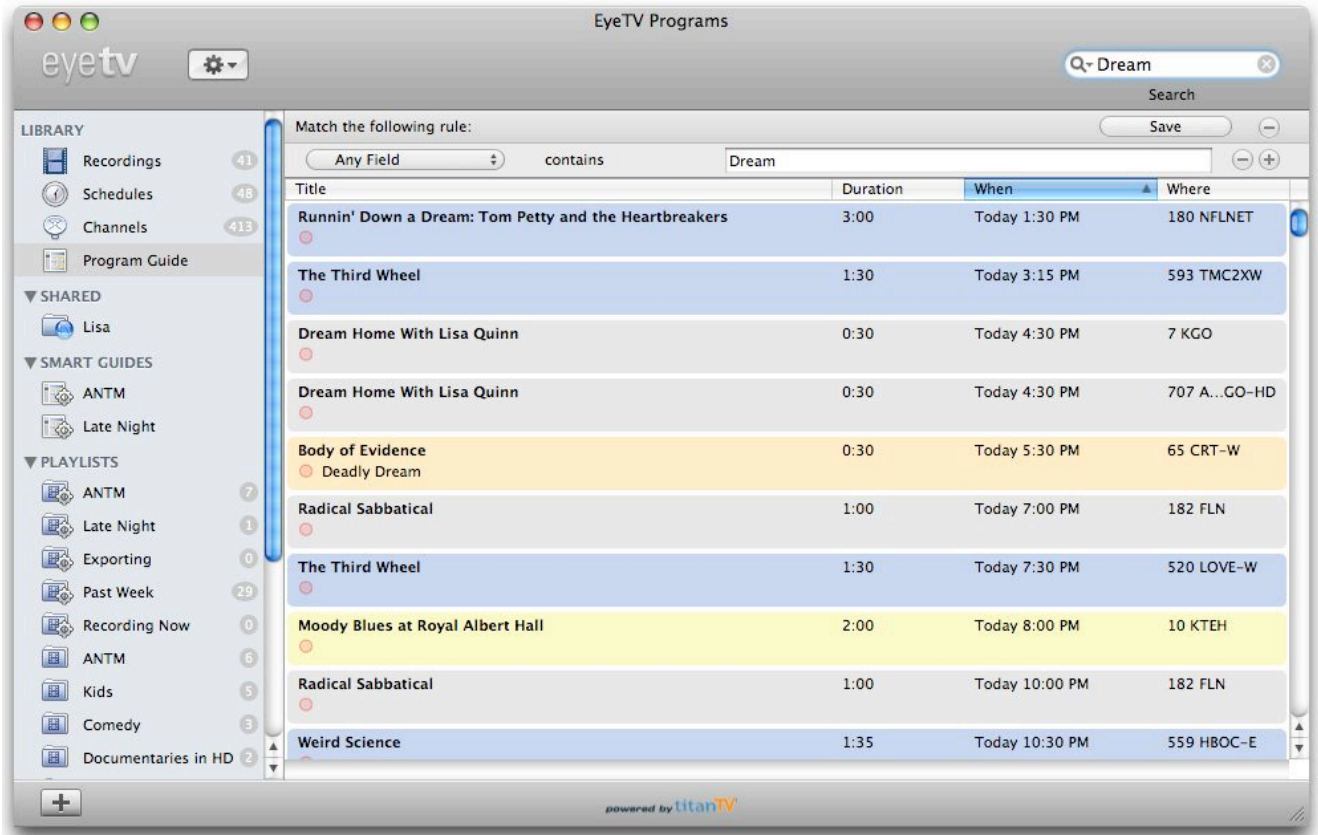 EyeTV Programs
eyetv
Dream
Search
LIBRARY
Recordings 41
Schedules 48
Channels 413
Program Guide
SHARED
Lisa
SMART GUIDES
ANTM
Late Night
PLAYLISTS
ANTM 7
Late Night 1
Exporting 0
Past Week 29
Recording Now 0
ANTM 6
Kids 5
Comedy 3
Documentaries in HD 2
Match the following rule: Save
Any Field contains Dream
Title Duration When Where
Runnin' Down a Dream: Tom Petty and the Heartbreakers 3:00 Today 1:30 PM 180 NFLNET
The Third Wheel 1:30 Today 3:15 PM 593 TMC2XW
Dream Home With Lisa Quinn 0:30 Today 4:30 PM 7 KGO
Dream Home With Lisa Quinn 0:30 Today 4:30 PM 707 A...GO-HD
Body of Evidence 0:30 Today 5:30 PM 65 CRT-W
Deadly Dream
Radical Sabbatical 1:00 Today 7:00 PM 182 FLN
The Third Wheel 1:30 Today 7:30 PM 520 LOVE-W
Moody Blues at Royal Albert Hall 2:00 Today 8:00 PM 10 KTEH
Radical Sabbatical 1:00 Today 10:00 PM 182 FLN
Weird Science 1:35 Today 10:30 PM 559 HBOC-E
powered by titanTV